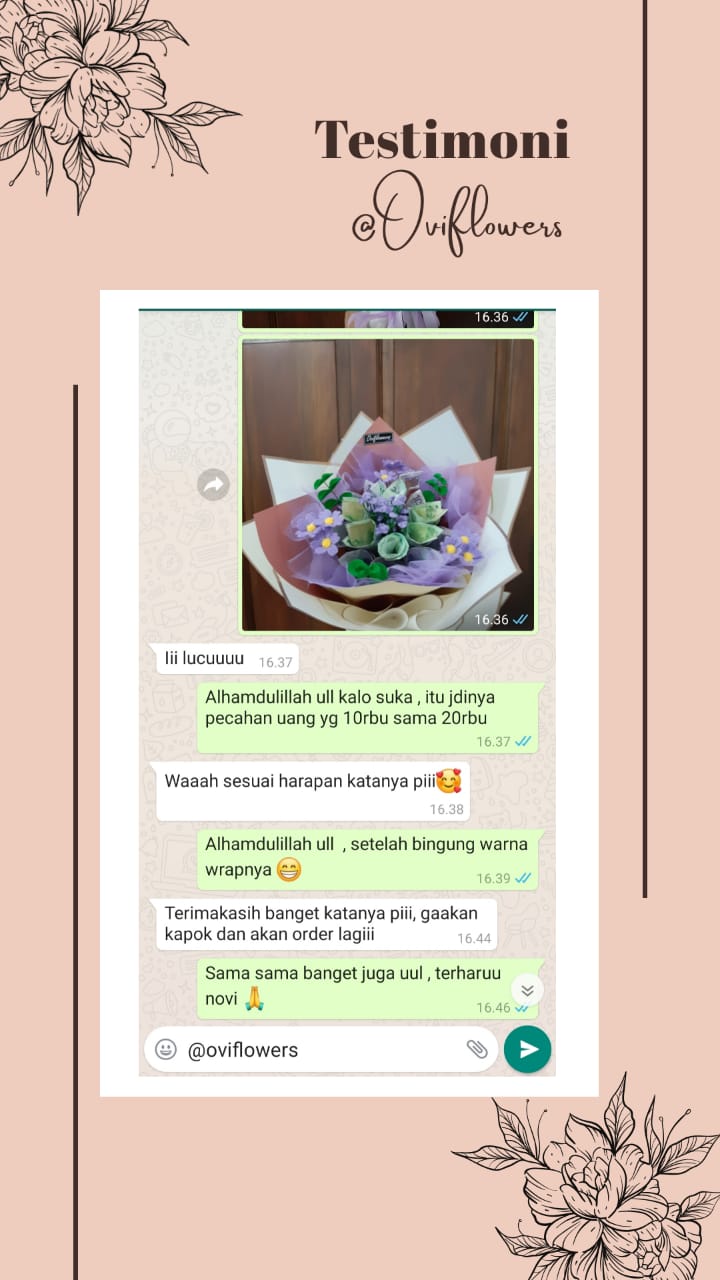 Testimoni
@Oviflowers
16.36
Oviflowers
16.36
Iii lucuuuu 16.37
Alhamdulillah ull kalo suka , itu jdinya
pecahan uang yg 10rbu sama 20rbu
16.37
Waaah sesuai harapan katanya piii🥰
16.38
Alhamdulillah ull , setelah bingung warna
wrapnya 😁 16.39
Terimakasih banget katanya piii, gaakan
kapok dan akan order lagiii 16.44
Sama sama banget juga uul , terharuu
novi 🙏 16.46
@oviflowers